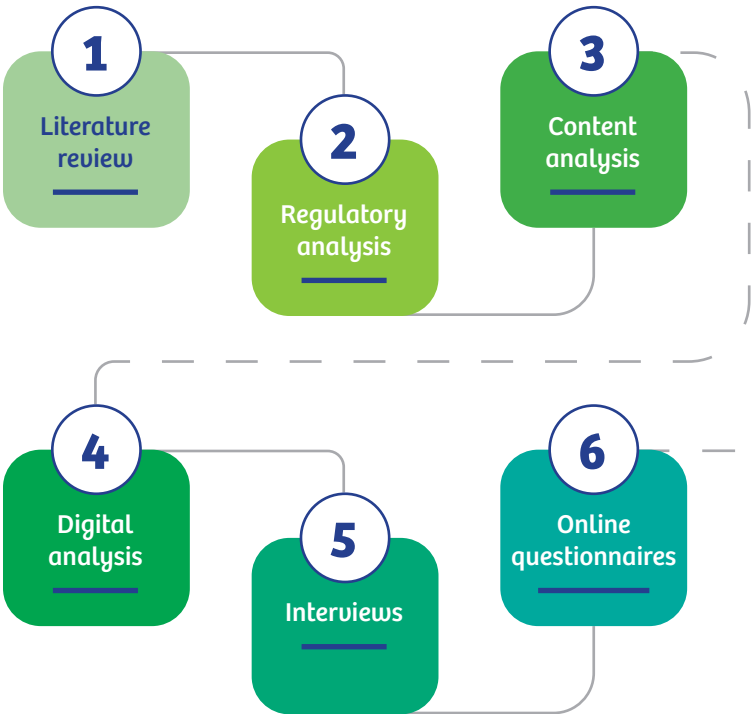 1
Literature
review
2
Regulatory
analysis
3
Content
analysis
4
Digital
analysis
5
Interviews
6
Online
questionnaires